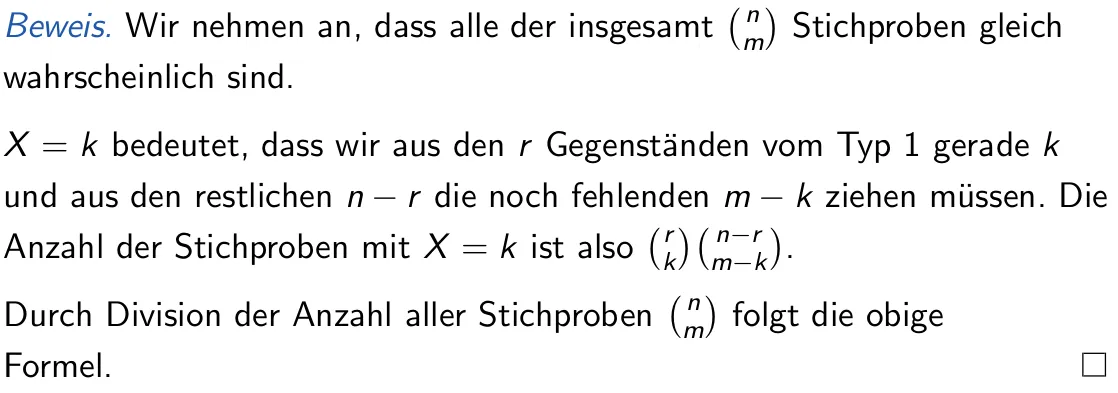 Beweis. Wir nehmen an, dass alle der insgesamt $\binom{n}{m}$ Stichproben gleich
wahrscheinlich sind.
$X = k$ bedeutet, dass wir aus den $r$ Gegenständen vom Typ 1 gerade $k$
und aus den restlichen $n - r$ die noch fehlenden $m - k$ ziehen müssen. Die
Anzahl der Stichproben mit $X = k$ ist also $\binom{r}{k}\binom{n-r}{m-k}$.
Durch Division der Anzahl aller Stichproben $\binom{n}{m}$ folgt die obige
Formel. □